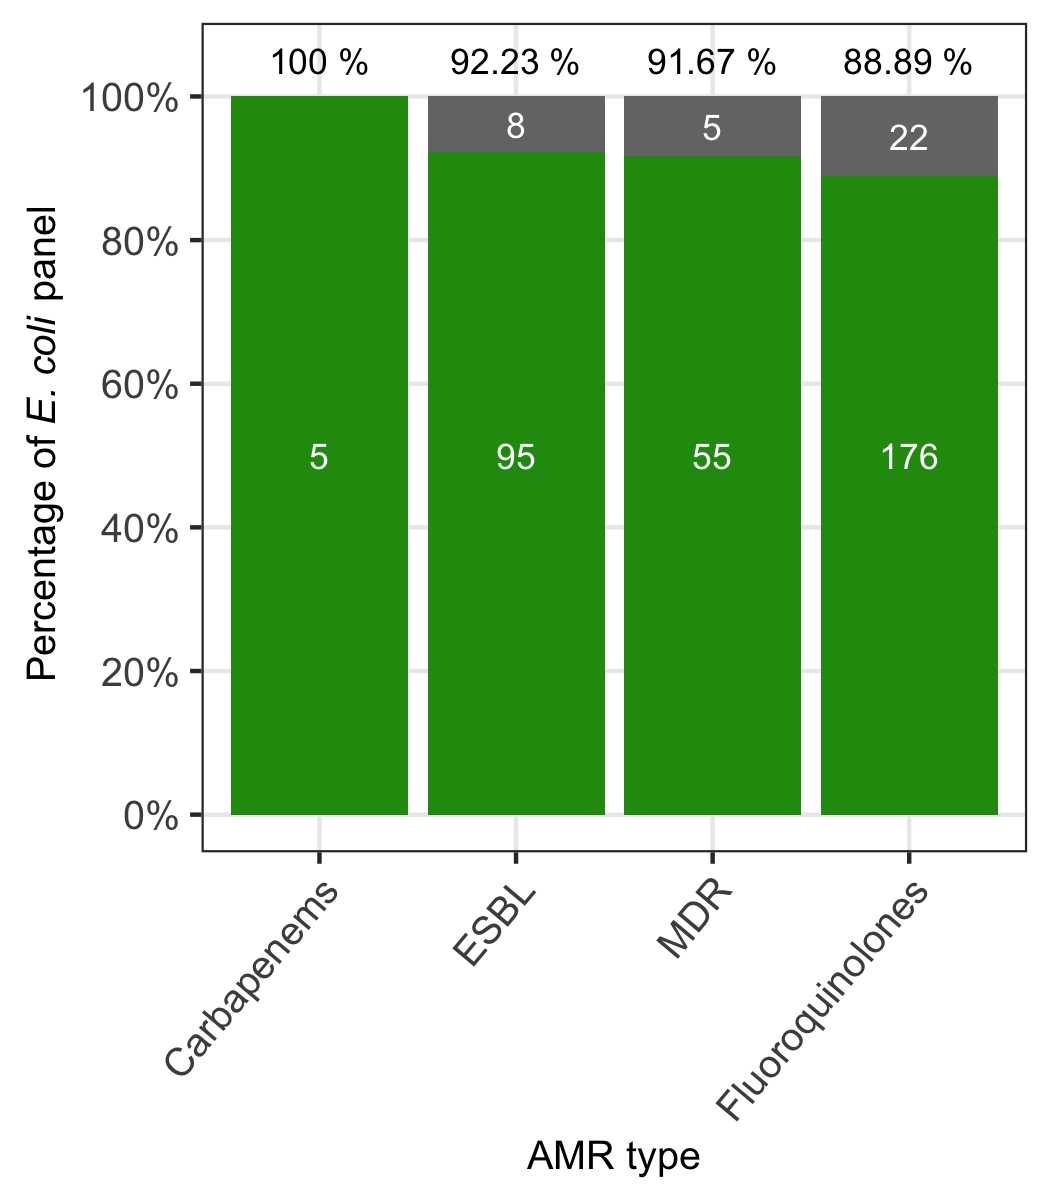 100 %
92.23 %
91.67 %
88.89 %
100%
80%
60%
40%
20%
0%
Percentage of E. coli panel
8
5
22
5
95
55
176
Carbapenems
ESBL
MDR
Fluoroquinolones
AMR type